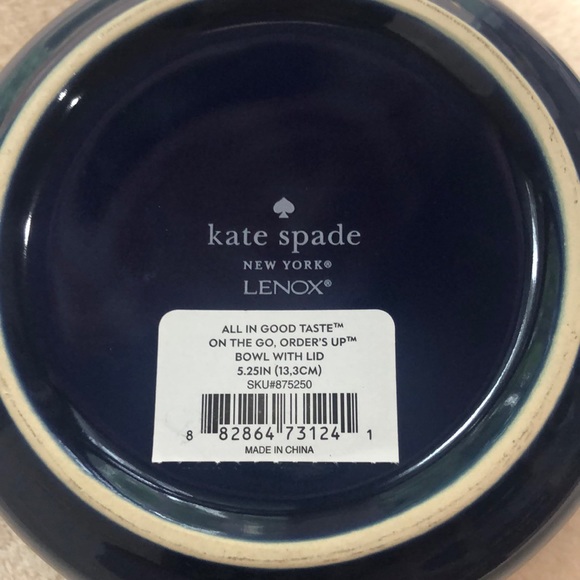 kate spade
NEW YORK®
LENOX®
ALL IN GOOD TASTE™
ON THE GO, ORDER'S UP™
BOWL WITH LID
5.25IN (13,3CM)
SKU#875250
8 82864 73124 1
MADE IN CHINA